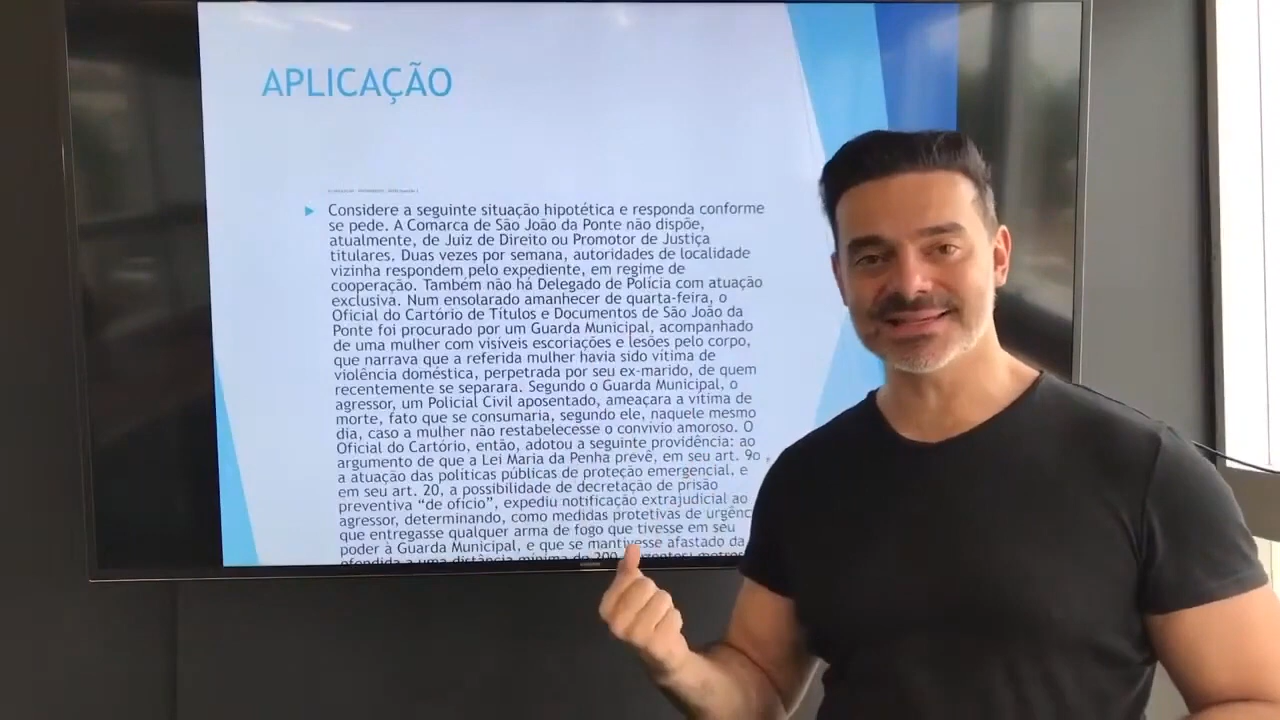 APLICAÇÃO
Considere a seguinte situação hipotética e responda conforme
se pede. A Comarca de São João da Ponte não dispõe,
atualmente, de Juiz de Direito ou Promotor de Justiça
titulares. Duas vezes por semana, autoridades de localidade
vizinha respondem pelo expediente, em regime de
cooperação. Também não há Delegado de Polícia com atuação
exclusiva. Num ensolarado amanhecer de quarta-feira, o
Oficial do Cartório de Títulos e Documentos de São João da
Ponte foi procurado por um Guarda Municipal, acompanhado
de uma mulher com visíveis escoriações e lesões pelo corpo,
que narrava que a referida mulher havia sido vítima de
violência doméstica, perpetrada por seu ex-marido, de quem
recentemente se separara. Segundo o Guarda Municipal, o
agressor, um Policial Civil aposentado, ameaçara a vítima de
morte, fato que se consumaria, segundo ele, naquele mesmo
dia, caso a mulher não restabelecesse o convívio amoroso. O
Oficial do Cartório, então, adotou a seguinte providência: ao
argumento de que a Lei Maria da Penha prevê, em seu art. 9o ,
a atuação das políticas públicas de proteção emergencial, e
em seu art. 20, a possibilidade de decretação de prisão
preventiva “de ofício”, expediu notificação extrajudicial ao
agressor, determinando, como medidas protetivas de
que entregasse qualquer arma de fogo que tivesse em seu
poder à Guarda Municipal, e que se mantivesse afastado da
ofendida a uma distância mínima de 200 metros